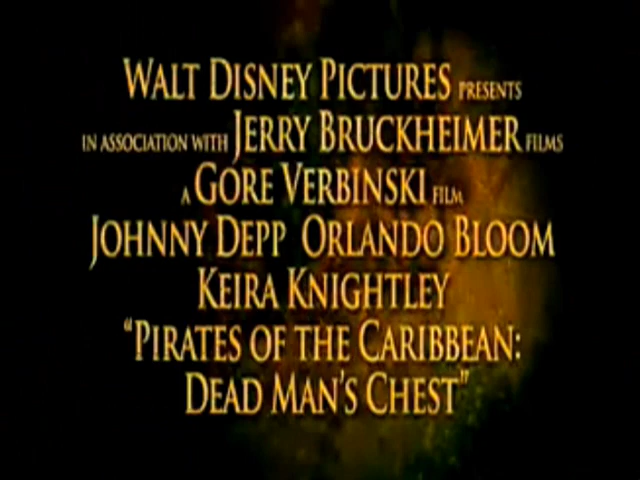 WALT DISNEY PICTURES PRESENTS
IN ASSOCIATION WITH JERRY BRUCKHEIMER FILMS
A GORE VERBINSKI FILM
JOHNNY DEPP ORLANDO BLOOM
KEIRA KNIGHTLEY
"PIRATES OF THE CARIBBEAN:
DEAD MAN'S CHEST"